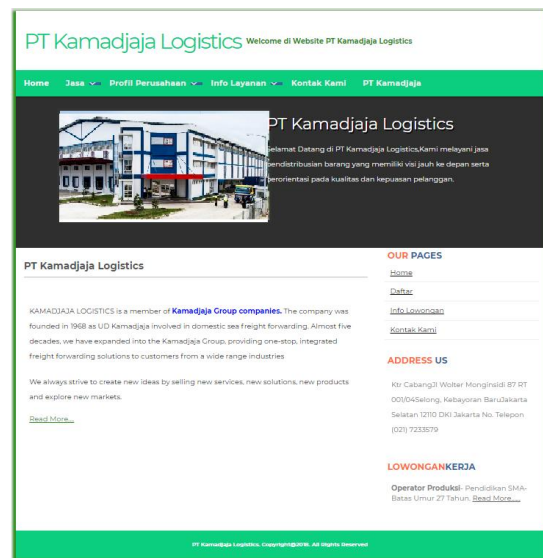 PT Kamadjaja Logistics Welcome di Website PT Kamadjaja Logistics
Home Jasa Profil Perusahaan Info Layanan Kontak Kami PT Kamadjaja
PT Kamadjaja Logistics
Selamat Datang di PT Kamadjaja Logistics,Kami melayani jasa
pendistribusian barang yang memiliki visi jauh ke depan serta
berorientasi pada kualitas dan kepuasan pelanggan.
PT Kamadjaja Logistics
KAMADJAJA LOGISTICS is a member of Kamadjaja Group companies. The company was
founded in 1968 as UD Kamadjaja involved in domestic sea freight forwarding. Almost five
decades, we have expanded into the Kamadjaja Group, providing one-stop, integrated
freight forwarding solutions to customers from a wide range industries
We always strive to create new ideas by selling new services, new solutions, new products
and explore new markets.
Read More...
OUR PAGES
Home
Daftar
Info Lowongan
Kontak Kami
ADDRESS US
Ktr CabangJl Wolter Monginsidi 87 RT
001/04Selong, Kebayoran BaruJakarta
Selatan 12110 DKI Jakarta No. Telepon
(021) 7233579
LOWONGANKERJA
Operator Produksi- Pendidikan SMA-
Batas Umur 27 Tahun. Read More.....
PT Kamadjaja Logistics. Copyright@2018. All Rights Reserved